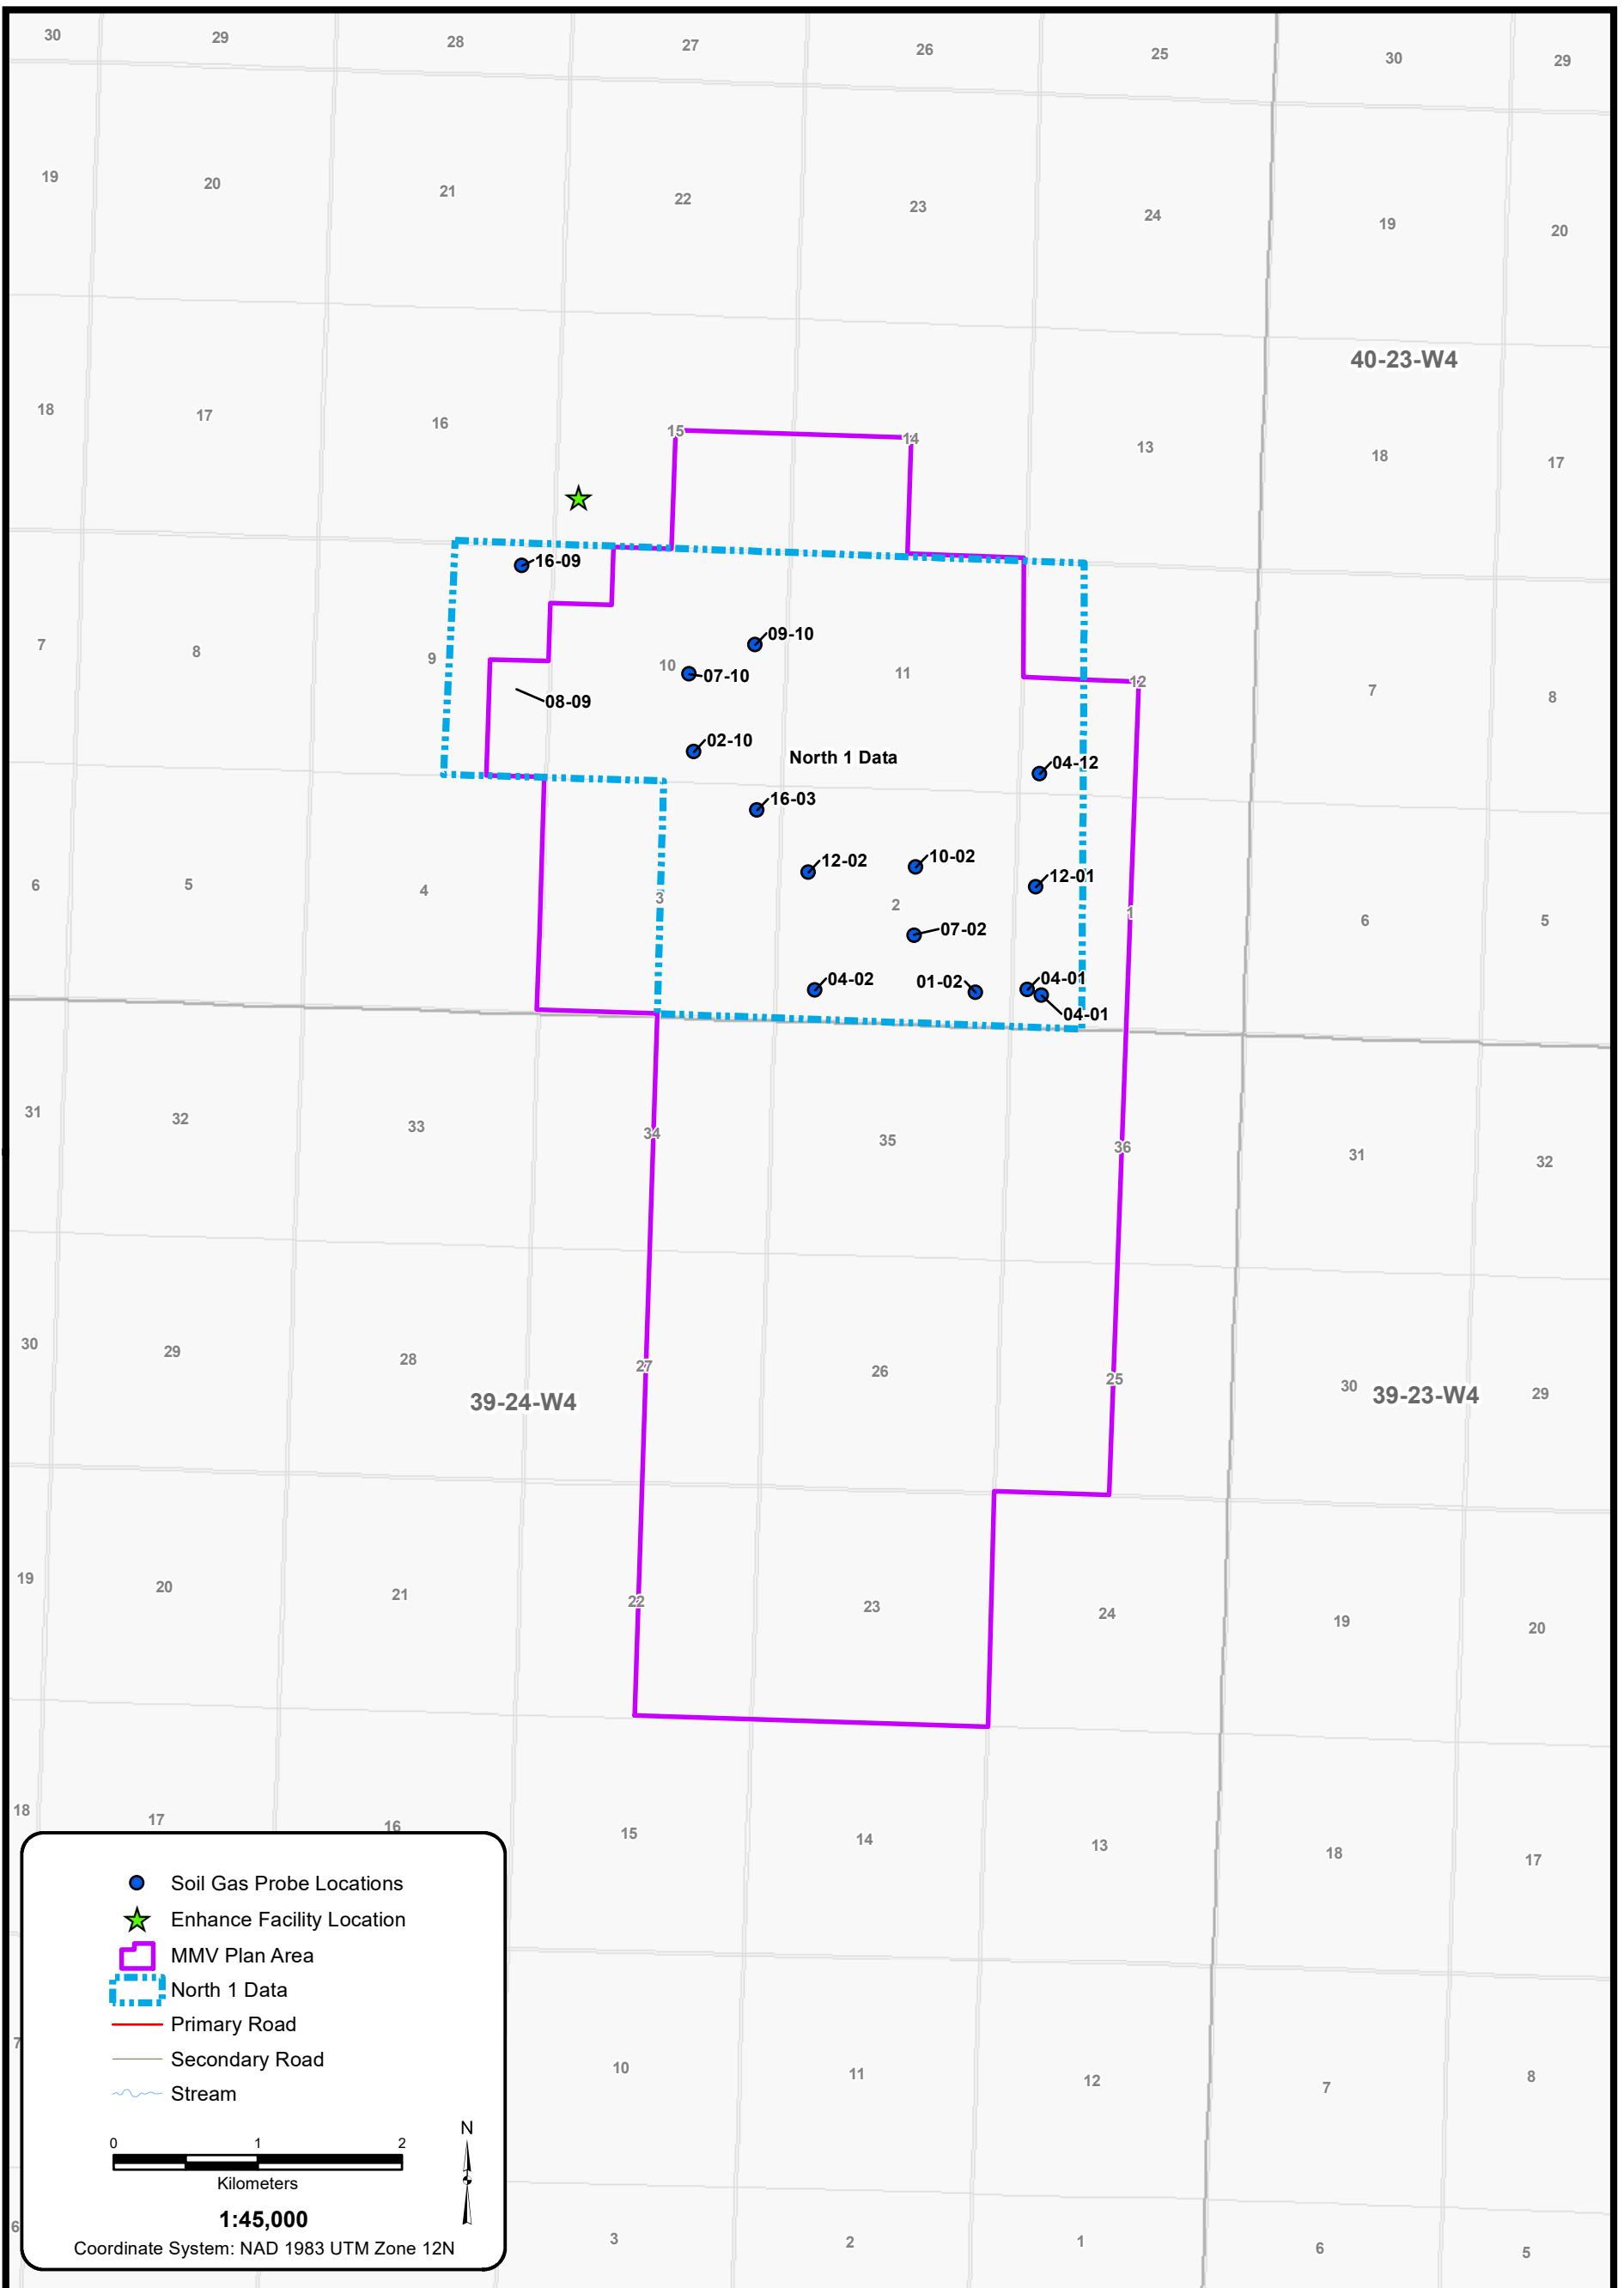 30 29 28 27 26 25 30 29
19 20 21 22 23 24 19 20
40-23-W4
18 17 16 15 14 13 18 17
16-09
09-10
7 8 9 10 11 12 7 8
07-10
08-09
02-10
North 1 Data
04-12
16-03
12-02
10-02
12-01
6 5 4 3 2 1 6 5
07-02
04-02
01-02
04-01
04-01
31 32 33 34 35 36 31 32
30 29 28 27 26 25 30 29
39-24-W4
39-23-W4
19 20 21 22 23 24 19 20
18 17 16 15 14 13 18 17
7 10 11 12 7 8
6 3 2 1 6 5
Soil Gas Probe Locations
Enhance Facility Location
MMV Plan Area
North 1 Data
Primary Road
Secondary Road
Stream
N
0 1 2
Kilometers
1:45,000
Coordinate System: NAD 1983 UTM Zone 12N